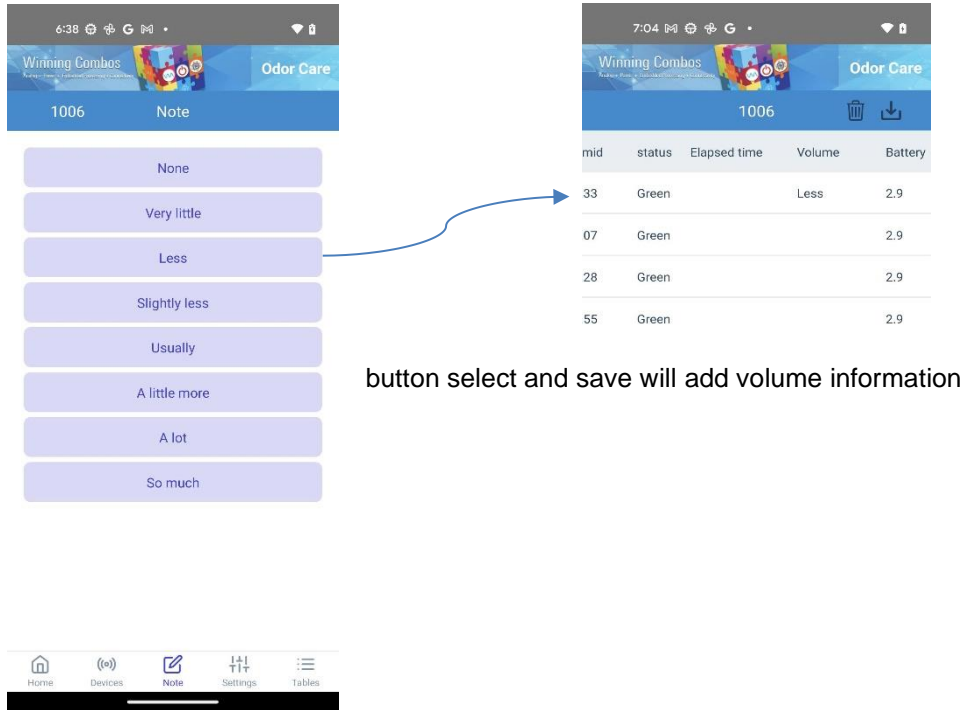 6:38 G M
Winning Combos
Odor Care
1006 Note
None
Very little
Less
Slightly less
Usually
A little more
A lot
So much
Home Devices Note Settings Tables
7:04 M G
Winning Combos
Odor Care
1006
mid status Elapsed time Volume Battery
33 Green Less 2.9
07 Green 2.9
28 Green 2.9
55 Green 2.9
button select and save will add volume information